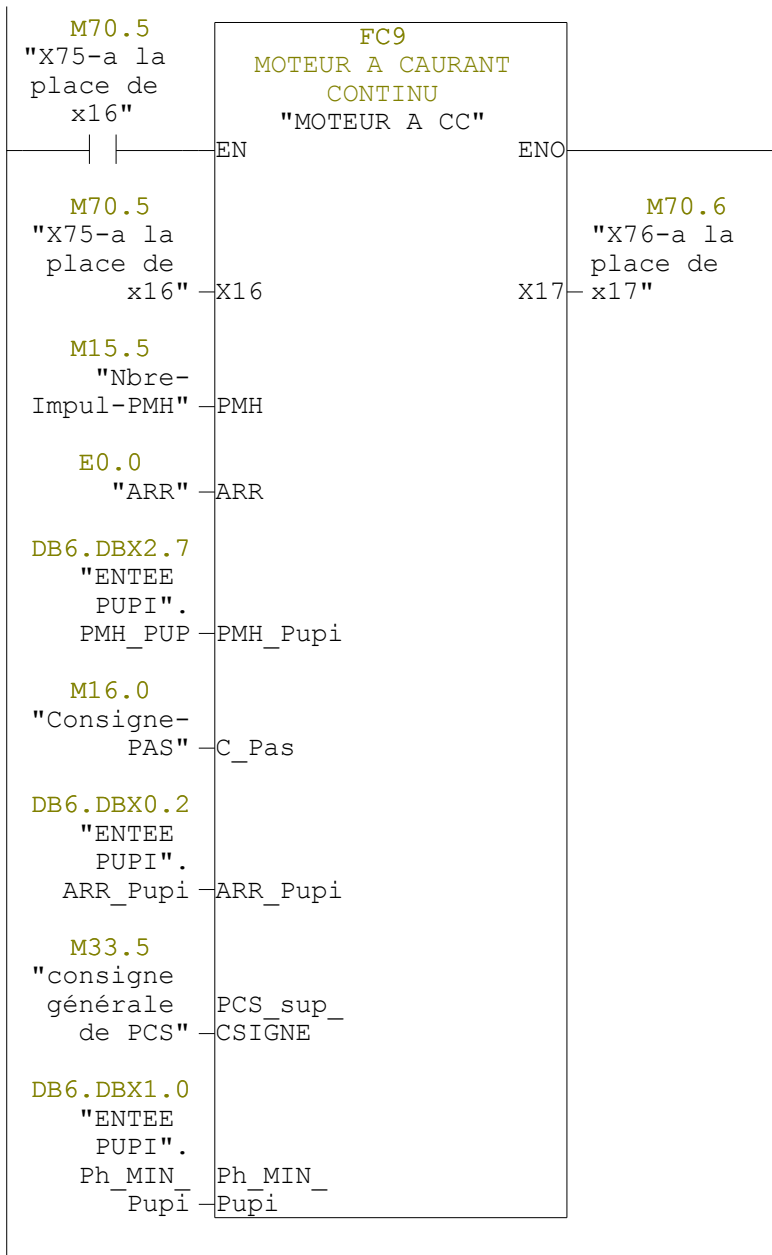 M70.5
"X75-a la
place de
x16"
FC9
MOTEUR A CAURANT
CONTINU
"MOTEUR A CC"
EN
ENO
M70.5
"X75-a la
place de
x16"
X16
M70.6
"X76-a la
place de
x17"
X17
M15.5
"Nbre-
Impul-PMH"
PMH
E0.0
"ARR"
ARR
DB6.DBX2.7
"ENTEE
PUPI".
PMH_PUP
PMH_Pupi
M16.0
"Consigne-
PAS"
C_Pas
DB6.DBX0.2
"ENTEE
PUPI".
ARR_Pupi
ARR_Pupi
M33.5
"consigne
générale
de PCS"
PCS_sup_
CSIGNE
DB6.DBX1.0
"ENTEE
PUPI".
Ph_MIN_
Pupi
Ph_MIN_
Pupi